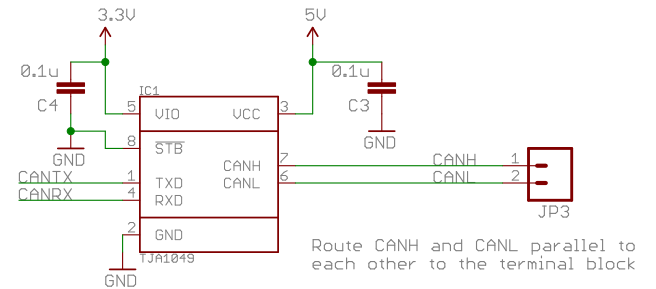 3.3V 5V
0.1u 0.1u
IC1
C4 C3
5 VIO VCC 3
8 STB
GND GND
CANH 7 CANH 1
CANTX 1 TXD CANL 6 CANL 2
CANRX 4 RXD
JP3
2 GND
TJA1049
GND
Route CANH and CANL parallel to
each other to the terminal block